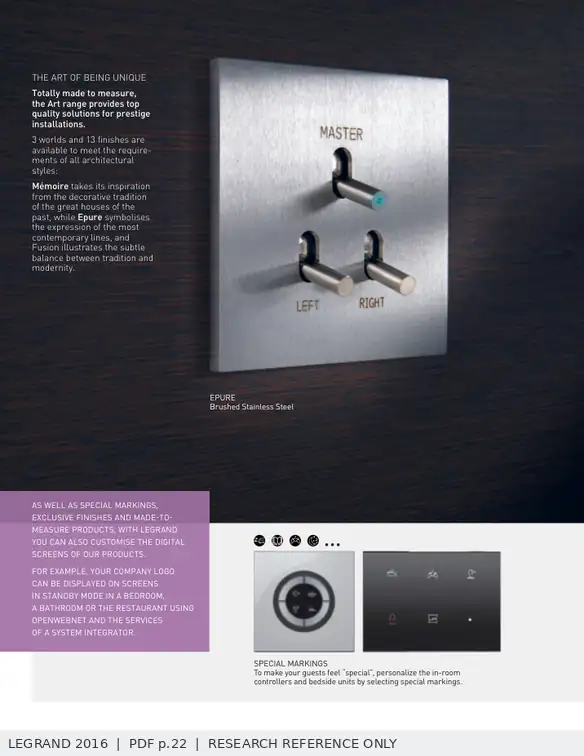 THE ART OF BEING UNIQUE
Totally made to measure,
the Art range provides top
quality solutions for prestige
installations.
3 worlds and 13 finishes are
available to meet the require-
ments of all architectural
styles:
Mémoire takes its inspiration
from the decorative tradition
of the great houses of the
past, while Epure symbolises
the expression of the most
contemporary lines, and
Fusion illustrates the subtle
balance between tradition and
modernity.
MASTER
LEFT
RIGHT
EPURE
Brushed Stainless Steel
AS WELL AS SPECIAL MARKINGS,
EXCLUSIVE FINISHES AND MADE-TO-
MEASURE PRODUCTS, WITH LEGRAND
YOU CAN ALSO CUSTOMISE THE DIGITAL
SCREENS OF OUR PRODUCTS.
FOR EXAMPLE, YOUR COMPANY LOGO
CAN BE DISPLAYED ON SCREENS
IN STANDBY MODE IN A BEDROOM,
A BATHROOM OR THE RESTAURANT USING
OPENWEBNET AND THE SERVICES
OF A SYSTEM INTEGRATOR.
...
SPECIAL MARKINGS
To make your guests feel "special", personalize the in-room
controllers and bedside units by selecting special markings.
LEGRAND 2016 | PDF p.22 | RESEARCH REFERENCE ONLY